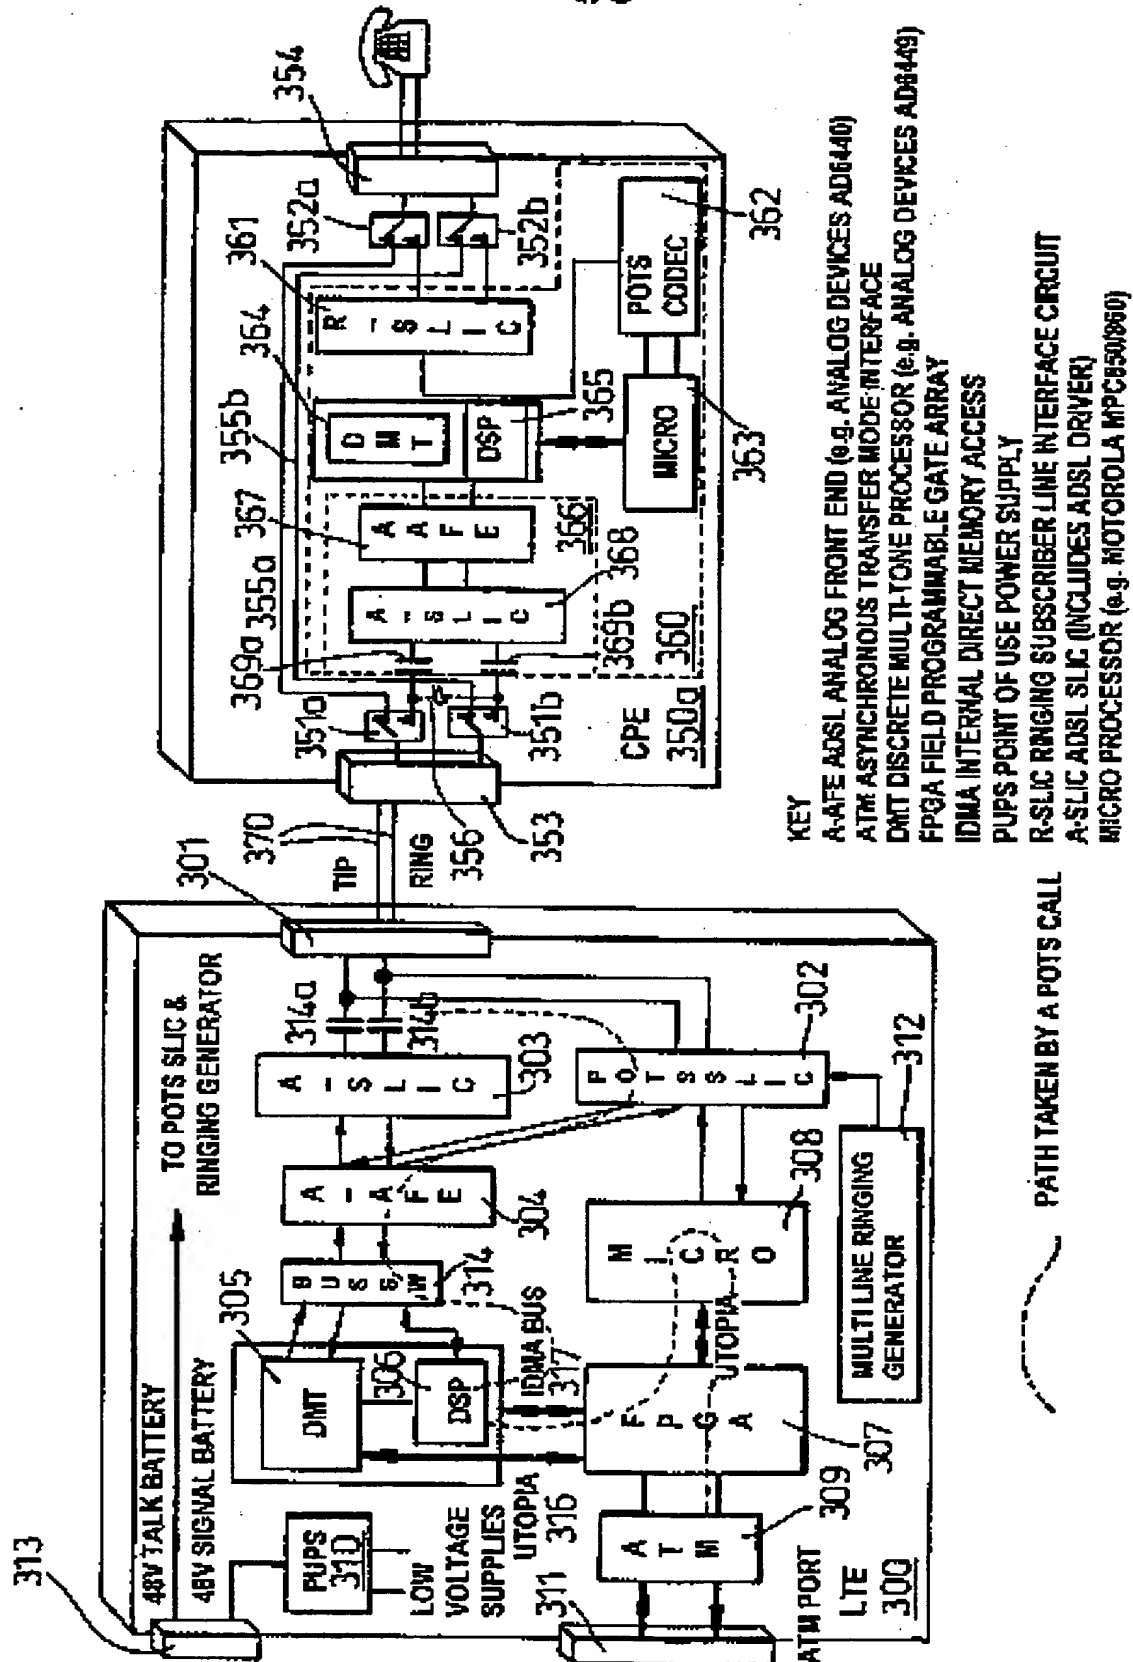 313
48V TALK BATTERY
48V SIGNAL BATTERY
TO POTS SLIC &
RINGING GENERATOR
PUPS
310
LOW
VOLTAGE
SUPPLIES
305
DMT
306
DSP
BUS SW
314
A-AFE
304
A-SLIC
303
314a
314b
301
UTOPIA
316
IDMA BUS
317
FPGA
307
UTOPIA
MICRO
308
POTS SLIC
302
312
MULTI LINE RINGING
GENERATOR
ATM
309
311
ATM PORT
LTE
300
TIP
RING
370
353
356
351a
351b
369a
369b
355a
355b
A-SLIC
368
A-AFE
367
366
DMT
364
DSP
365
R-SLIC
361
352a
352b
354
MICRO
363
POTS
CODEC
362
CPE
350a
360
PATH TAKEN BY A POTS CALL
KEY
A-AFE ADSL ANALOG FRONT END (e.g. ANALOG DEVICES AD6440)
ATM ASYNCHRONOUS TRANSFER MODE INTERFACE
DMT DISCRETE MULTI-TONE PROCESSOR (e.g. ANALOG DEVICES AD6449)
FPGA FIELD PROGRAMMABLE GATE ARRAY
IDMA INTERNAL DIRECT MEMORY ACCESS
PUPS POINT OF USE POWER SUPPLY
R-SLIC RINGING SUBSCRIBER LINE INTERFACE CIRCUIT
A-SLIC ADSL SLIC (INCLUDES ADSL DRIVER)
MICRO PROCESSOR (e.g. MOTOROLA MPC850/860)